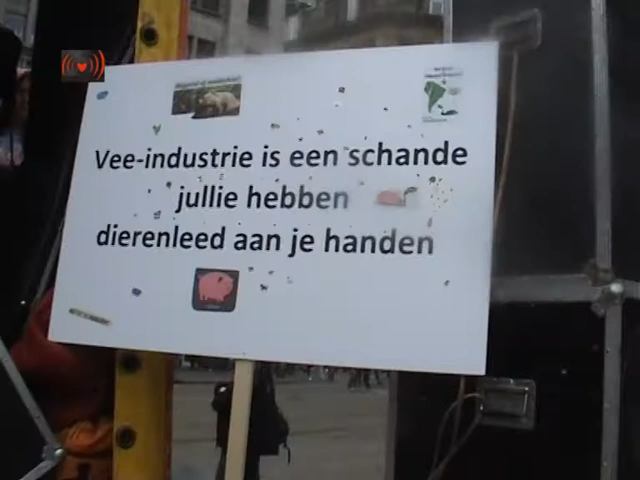 Vee-industrie is een schande
jullie hebben
dierenleed aan je handen